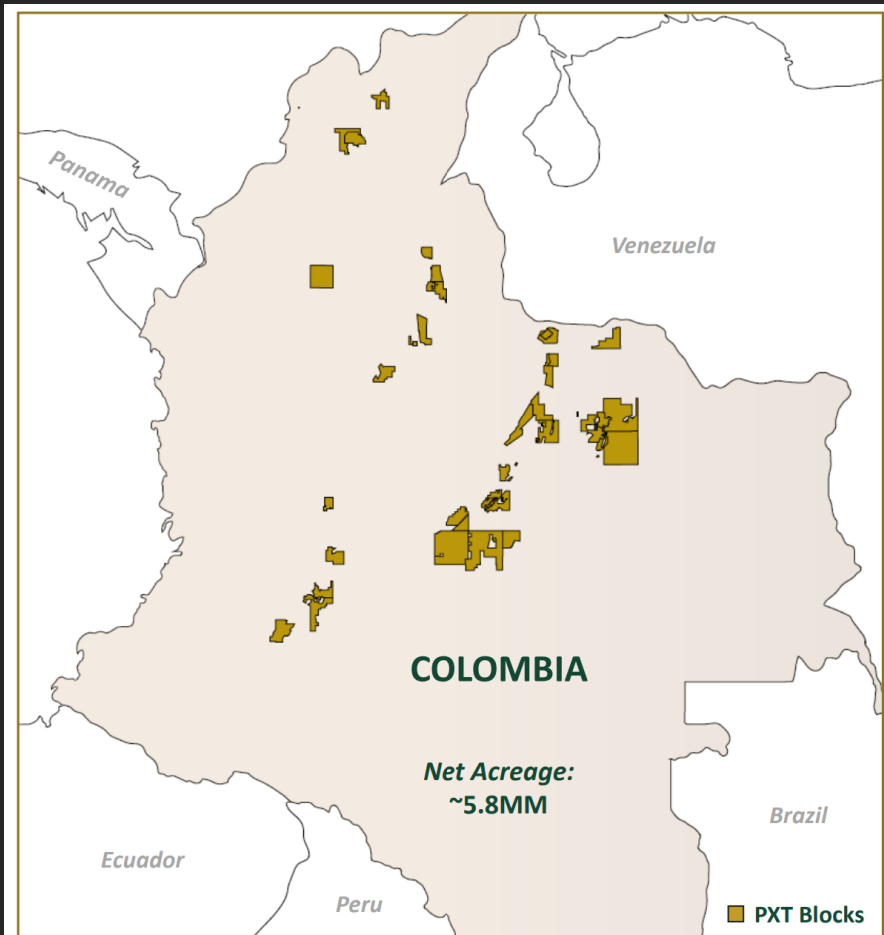 Panama
Venezuela
COLOMBIA
Net Acreage:
~5.8MM
Brazil
Ecuador
Peru
PXT Blocks